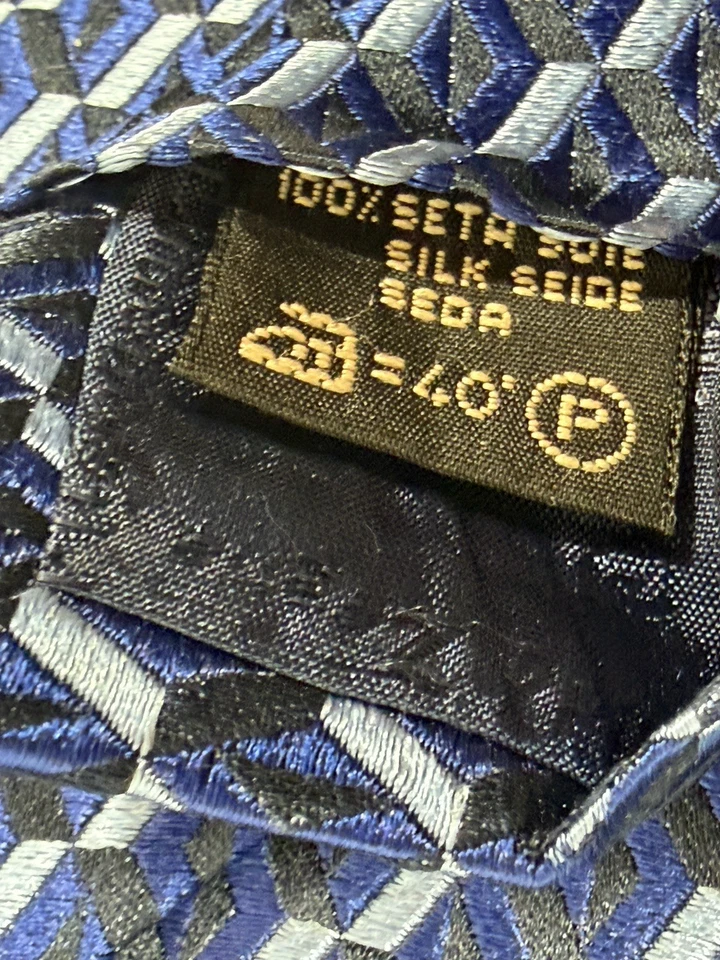 100% SETA SOIE
SILK SEIDE
SEDA
= 40° P